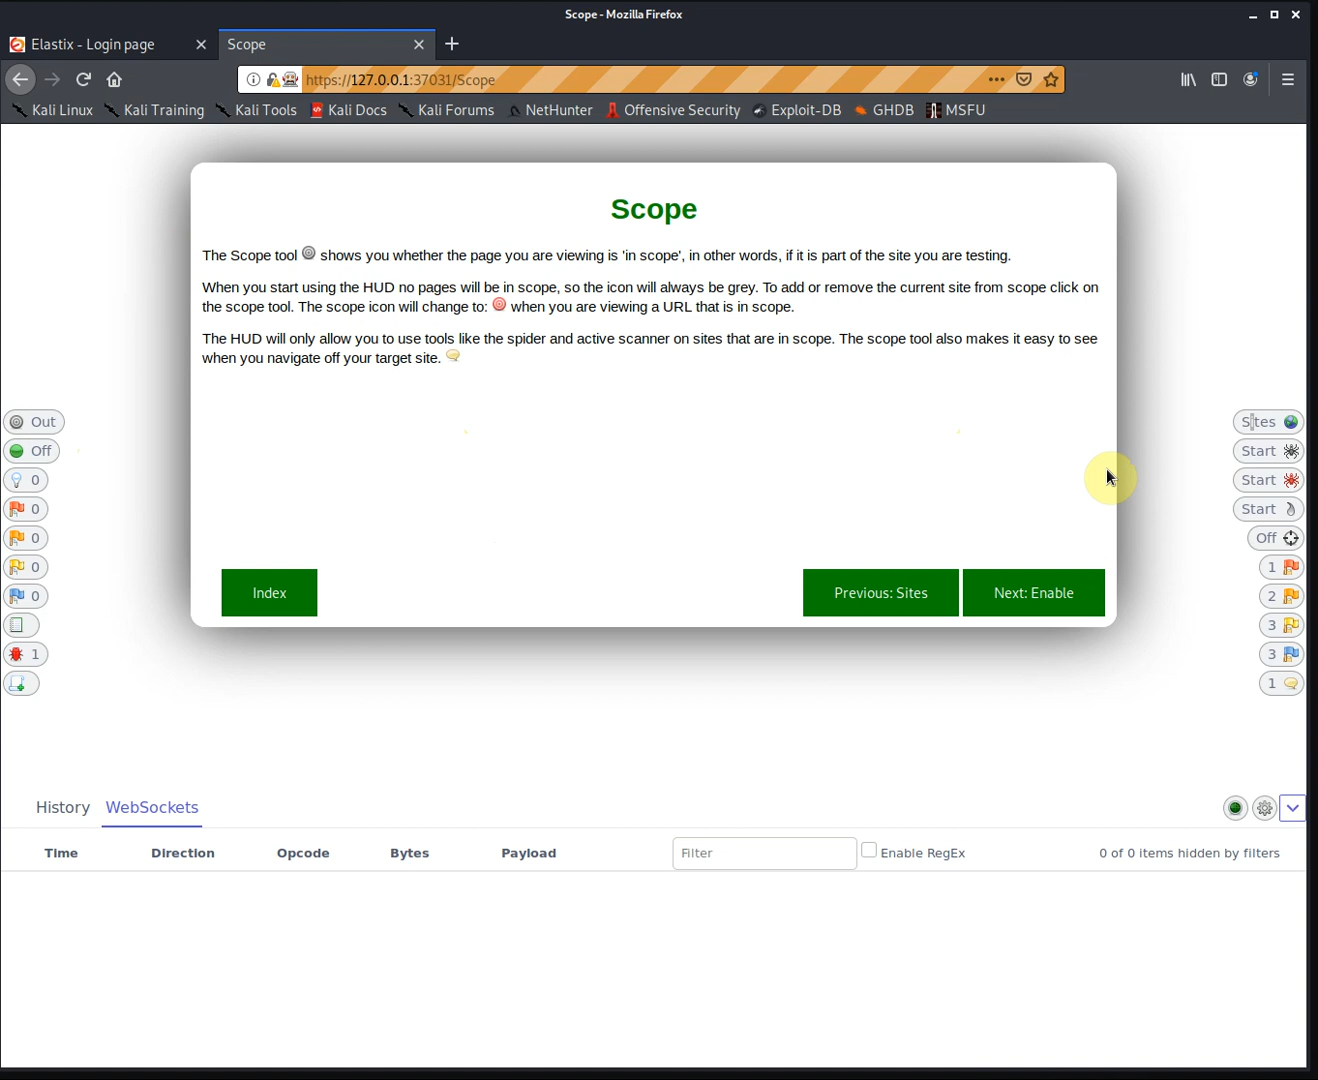 Scope - Mozilla Firefox
Elastix - Login page
Scope
https://127.0.0.1:37031/Scope
Kali Linux Kali Training Kali Tools Kali Docs Kali Forums NetHunter Offensive Security Exploit-DB GHDB MSFU
Scope
The Scope tool shows you whether the page you are viewing is 'in scope', in other words, if it is part of the site you are testing.
When you start using the HUD no pages will be in scope, so the icon will always be grey. To add or remove the current site from scope click on
the scope tool. The scope icon will change to: when you are viewing a URL that is in scope.
The HUD will only allow you to use tools like the spider and active scanner on sites that are in scope. The scope tool also makes it easy to see
when you navigate off your target site.
Out
Off
0
0
0
0
0
1
Sites
Start
Start
Start
Off
1
2
3
3
1
Index
Previous: Sites
Next: Enable
History WebSockets
Time Direction Opcode Bytes Payload Filter Enable RegEx 0 of 0 items hidden by filters